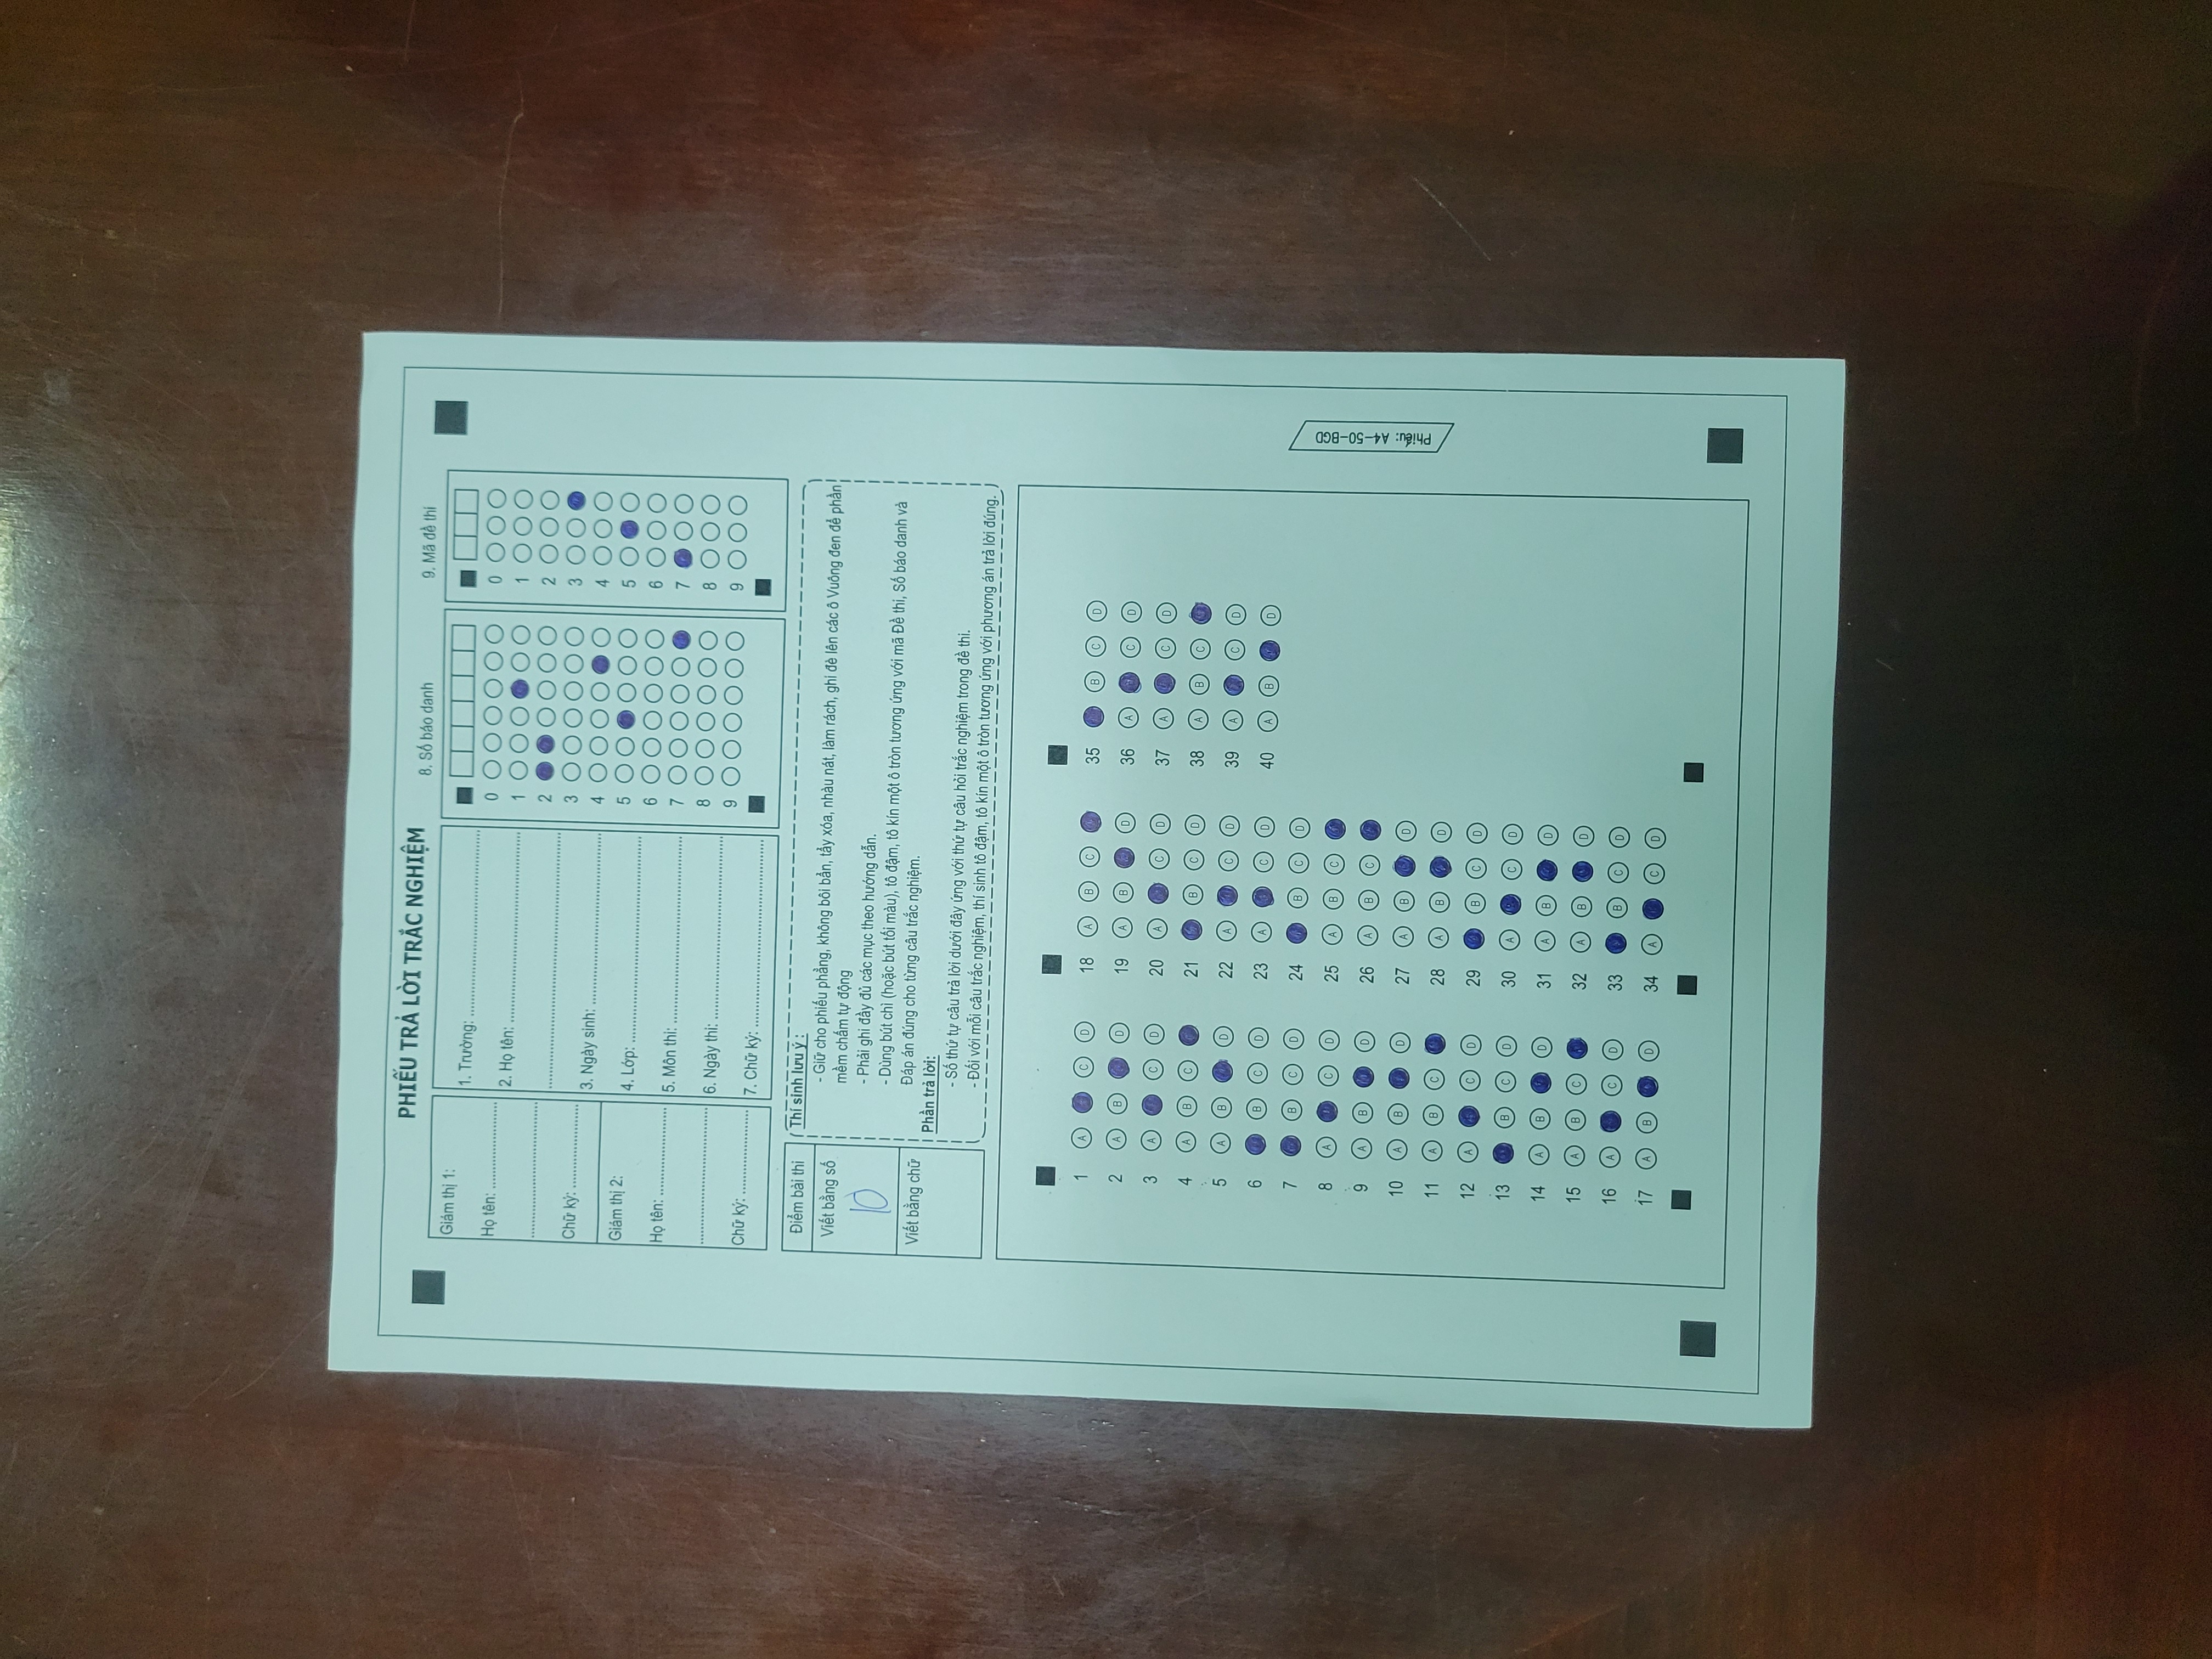 PHIẾU TRẢ LỜI TRẮC NGHIỆM
Giám thị 1:
Họ tên: ........................
........................
Chữ ký: ........................
Giám thị 2:
Họ tên: ........................
........................
Chữ ký: ........................
1. Trường: ........................
2. Họ tên: ........................
........................
3. Ngày sinh: ........................
4. Lớp: ........................
5. Môn thi: ........................
6. Ngày thi: ........................
7. Chữ ký: ........................
8. Số báo danh
0
1
2
3
4
5
6
7
8
9
9. Mã đề thi
0
1
2
3
4
5
6
7
8
9
Điểm bài thi
Viết bằng số
10
Viết bằng chữ
Thí sinh lưu ý :
- Giữ cho phiếu phẳng, không bôi bẩn, tẩy xóa, nhàu nát, làm rách, ghi đè lên các ô Vuông đen để phần
mềm chấm tự động
- Phải ghi đầy đủ các mục theo hướng dẫn.
- Dùng bút chì (hoặc bút tối màu), tô đậm, tô kín một ô tròn tương ứng với mã Đề thi, Số báo danh và
Đáp án đúng cho từng câu trắc nghiệm.
Phần trả lời:
- Số thứ tự câu trả lời dưới đây ứng với thứ tự câu hỏi trắc nghiệm trong đề thi.
- Đối với mỗi câu trắc nghiệm, thí sinh tô đậm, tô kín một ô tròn tương ứng với phương án trả lời đúng.
1 A C D
2 A B D
3 A C D
4 A B C
5 A B D
6 B C D
7 B C D
8 A C D
9 A B D
10 A B D
11 A B C
12 A C D
13 B C D
14 A B D
15 A B C
16 A C D
17 A B D
18 A B C
19 A B D
20 A C D
21 B C D
22 A C D
23 A C D
24 B C D
25 A B C
26 A B C
27 A B D
28 A B D
29 B C D
30 A C D
31 A B D
32 A B D
33 B C D
34 A C D
35 B C D
36 A C D
37 A C D
38 A B C
39 A C D
40 A B D
Phiếu: A4-50-BGD